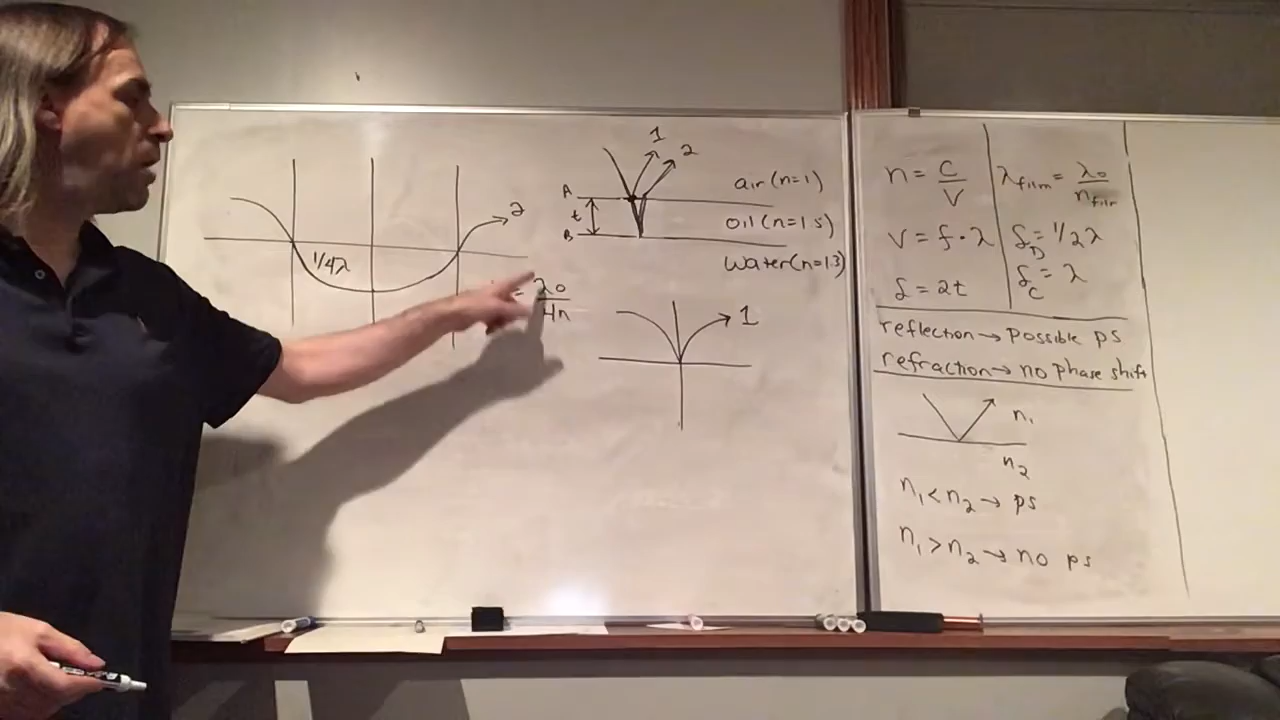 1
2
A
t
B
air (n=1)
oil (n=1.5)
water (n=1.3)
2
1/4λ
= λ0/4n
1
n = C/V
λfilm = λ0/nfilm
V = f·λ
δD = 1/2λ
δC = λ
δ = 2t
reflection → possible ps
refraction → no phase shift
n1
n2
n1 < n2 → ps
n1 > n2 → no ps